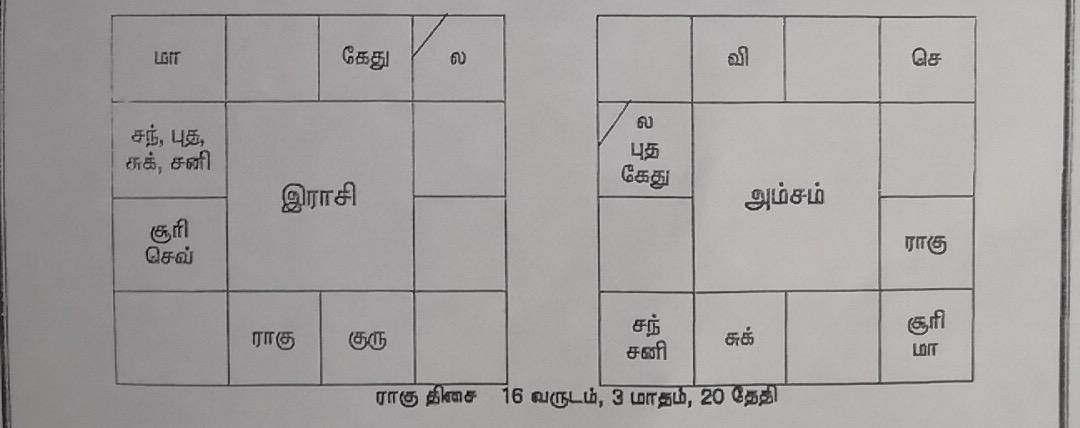 மா
கேது
ல
சந், புத,
சுக், சனி
இராசி
சூரி
செவ்
ராகு
குரு
வி
செ
ல
புத
கேது
அம்சம்
ராகு
சந்
சனி
சுக்
சூரி
மா
ராகு திசை 16 வருடம், 3 மாதம், 20 தேதி